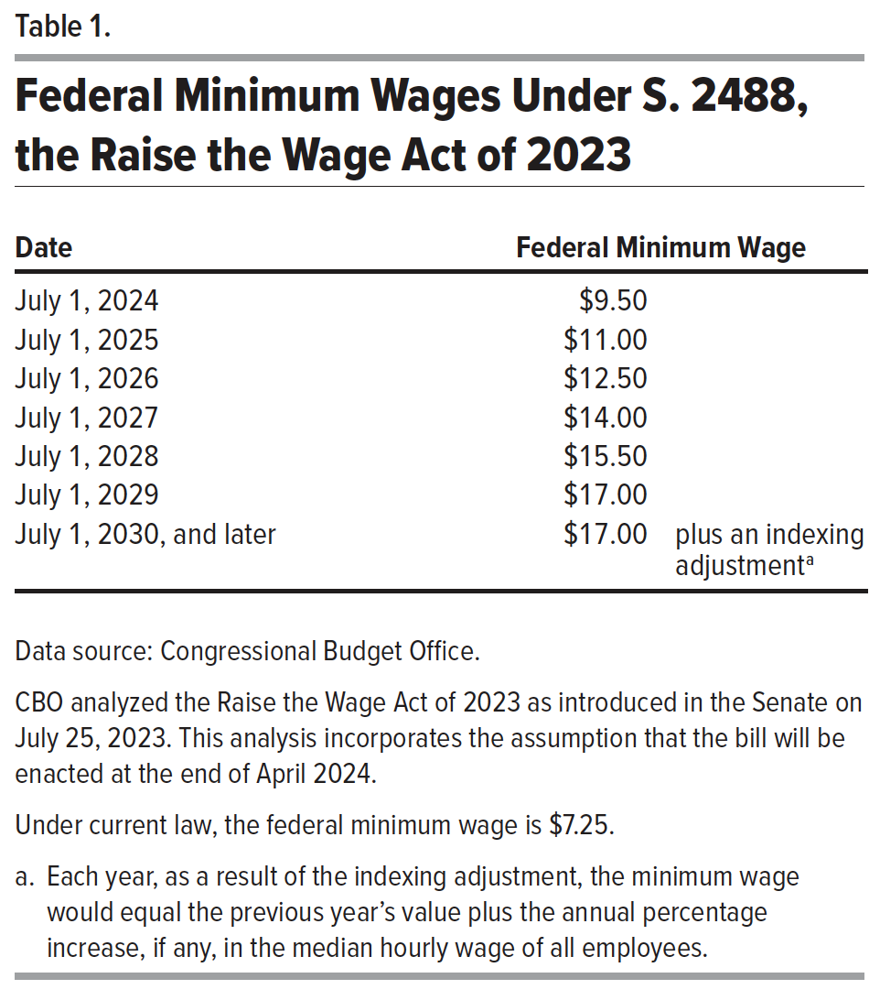 Table 1.
Federal Minimum Wages Under S. 2488,
the Raise the Wage Act of 2023
Date Federal Minimum Wage
July 1, 2024 $9.50
July 1, 2025 $11.00
July 1, 2026 $12.50
July 1, 2027 $14.00
July 1, 2028 $15.50
July 1, 2029 $17.00
July 1, 2030, and later $17.00 plus an indexing
adjustmentᵃ
Data source: Congressional Budget Office.
CBO analyzed the Raise the Wage Act of 2023 as introduced in the Senate on
July 25, 2023. This analysis incorporates the assumption that the bill will be
enacted at the end of April 2024.
Under current law, the federal minimum wage is $7.25.
a. Each year, as a result of the indexing adjustment, the minimum wage
would equal the previous year’s value plus the annual percentage
increase, if any, in the median hourly wage of all employees.